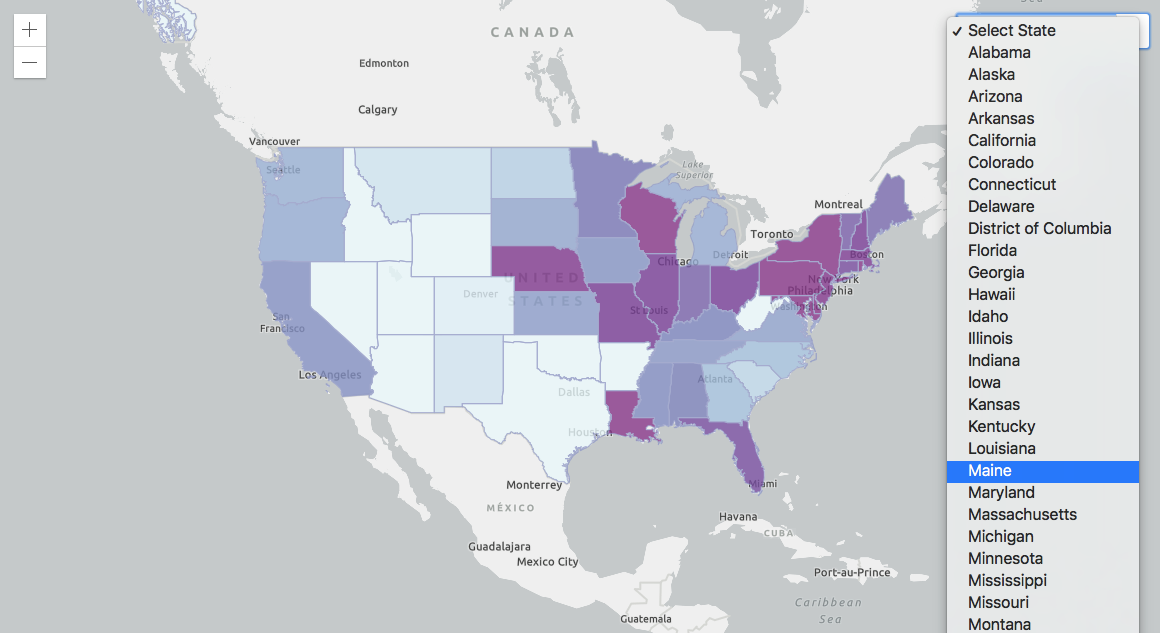 +
—
CANADA
Edmonton
Calgary
Vancouver
Seattle
Lake
Superior
Montreal
Toronto
Boston
Detroit
Chicago
New York
Philadelphia
Washington
UNITED
STATES
Denver
St Louis
San
Francisco
Los Angeles
Atlanta
Dallas
Houston
Monterrey
Miami
MÉXICO
Havana
CUBA
Guadalajara
Mexico City
Port-au-Prince
Caribbean
Sea
Guatemala
✓ Select State
Alabama
Alaska
Arizona
Arkansas
California
Colorado
Connecticut
Delaware
District of Columbia
Florida
Georgia
Hawaii
Idaho
Illinois
Indiana
Iowa
Kansas
Kentucky
Louisiana
Maine
Maryland
Massachusetts
Michigan
Minnesota
Mississippi
Missouri
Montana